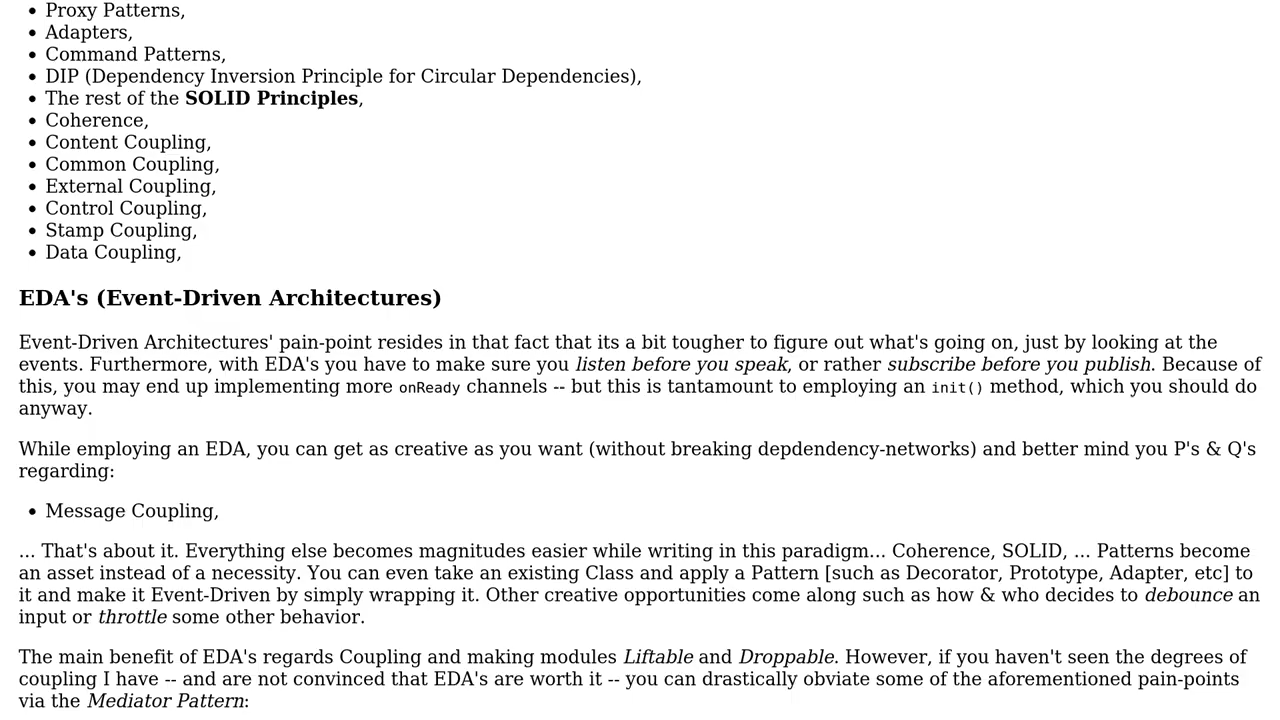 • Proxy Patterns,
• Adapters,
• Command Patterns,
• DIP (Dependency Inversion Principle for Circular Dependencies),
• The rest of the SOLID Principles,
• Coherence,
• Content Coupling,
• Common Coupling,
• External Coupling,
• Control Coupling,
• Stamp Coupling,
• Data Coupling,
EDA's (Event-Driven Architectures)
Event-Driven Architectures' pain-point resides in that fact that its a bit tougher to figure out what's going on, just by looking at the
events. Furthermore, with EDA's you have to make sure you listen before you speak, or rather subscribe before you publish. Because of
this, you may end up implementing more onReady channels -- but this is tantamount to employing an init() method, which you should do
anyway.
While employing an EDA, you can get as creative as you want (without breaking depdendency-networks) and better mind you P's & Q's
regarding:
• Message Coupling,
... That's about it. Everything else becomes magnitudes easier while writing in this paradigm... Coherence, SOLID, ... Patterns become
an asset instead of a necessity. You can even take an existing Class and apply a Pattern [such as Decorator, Prototype, Adapter, etc] to
it and make it Event-Driven by simply wrapping it. Other creative opportunities come along such as how & who decides to debounce an
input or throttle some other behavior.
The main benefit of EDA's regards Coupling and making modules Liftable and Droppable. However, if you haven't seen the degrees of
coupling I have -- and are not convinced that EDA's are worth it -- you can drastically obviate some of the aforementioned pain-points
via the Mediator Pattern: